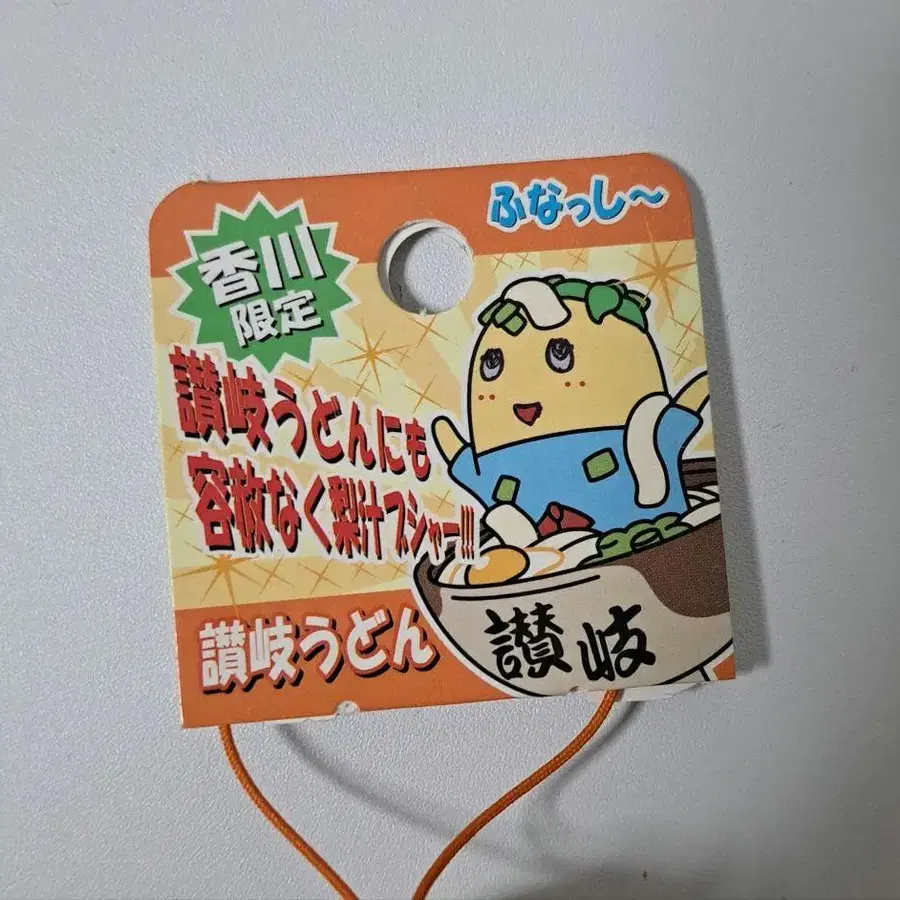 ふなっし〜
香川
限定
讃岐うどんにも
容赦なく梨汁ブシャー!!!
讃岐うどん
讃岐